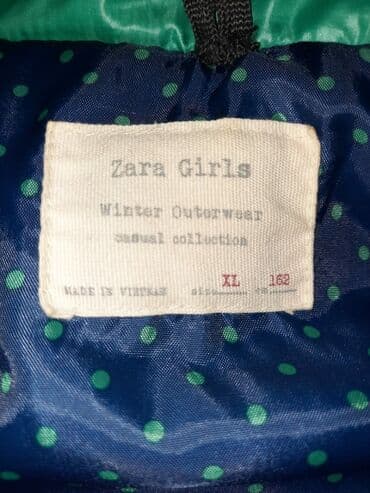 Zara Girls
Winter Outerwear
casual collection
MADE IN VIETNAM size XL cm 162